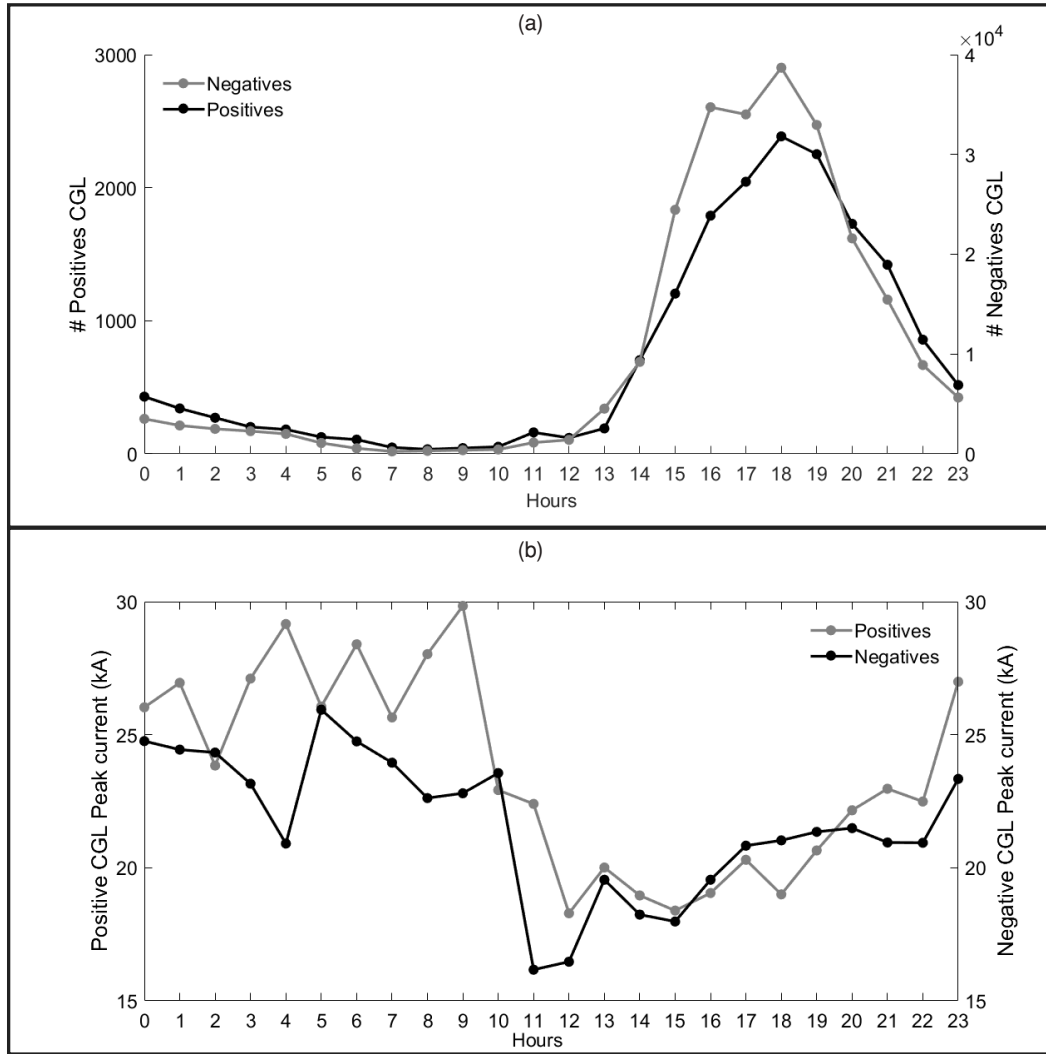 (a)
×10⁴
3000
2000
1000
0
# Positives CGL
Negatives
Positives
4
3
2
1
0
# Negatives CGL
0 1 2 3 4 5 6 7 8 9 10 11 12 13 14 15 16 17 18 19 20 21 22 23
Hours
(b)
30
25
20
15
Positive CGL Peak current (kA)
Positives
Negatives
30
25
20
15
Negative CGL Peak current (kA)
0 1 2 3 4 5 6 7 8 9 10 11 12 13 14 15 16 17 18 19 20 21 22 23
Hours